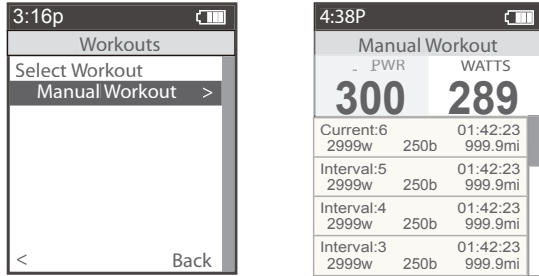 3:16p
Workouts
Select Workout
Manual Workout >
< Back
4:38P
Manual Workout
PWR WATTS
300 289
Current:6 01:42:23
2999w 250b 999.9mi
Interval:5 01:42:23
2999w 250b 999.9mi
Interval:4 01:42:23
2999w 250b 999.9mi
Interval:3 01:42:23
2999w 250b 999.9mi